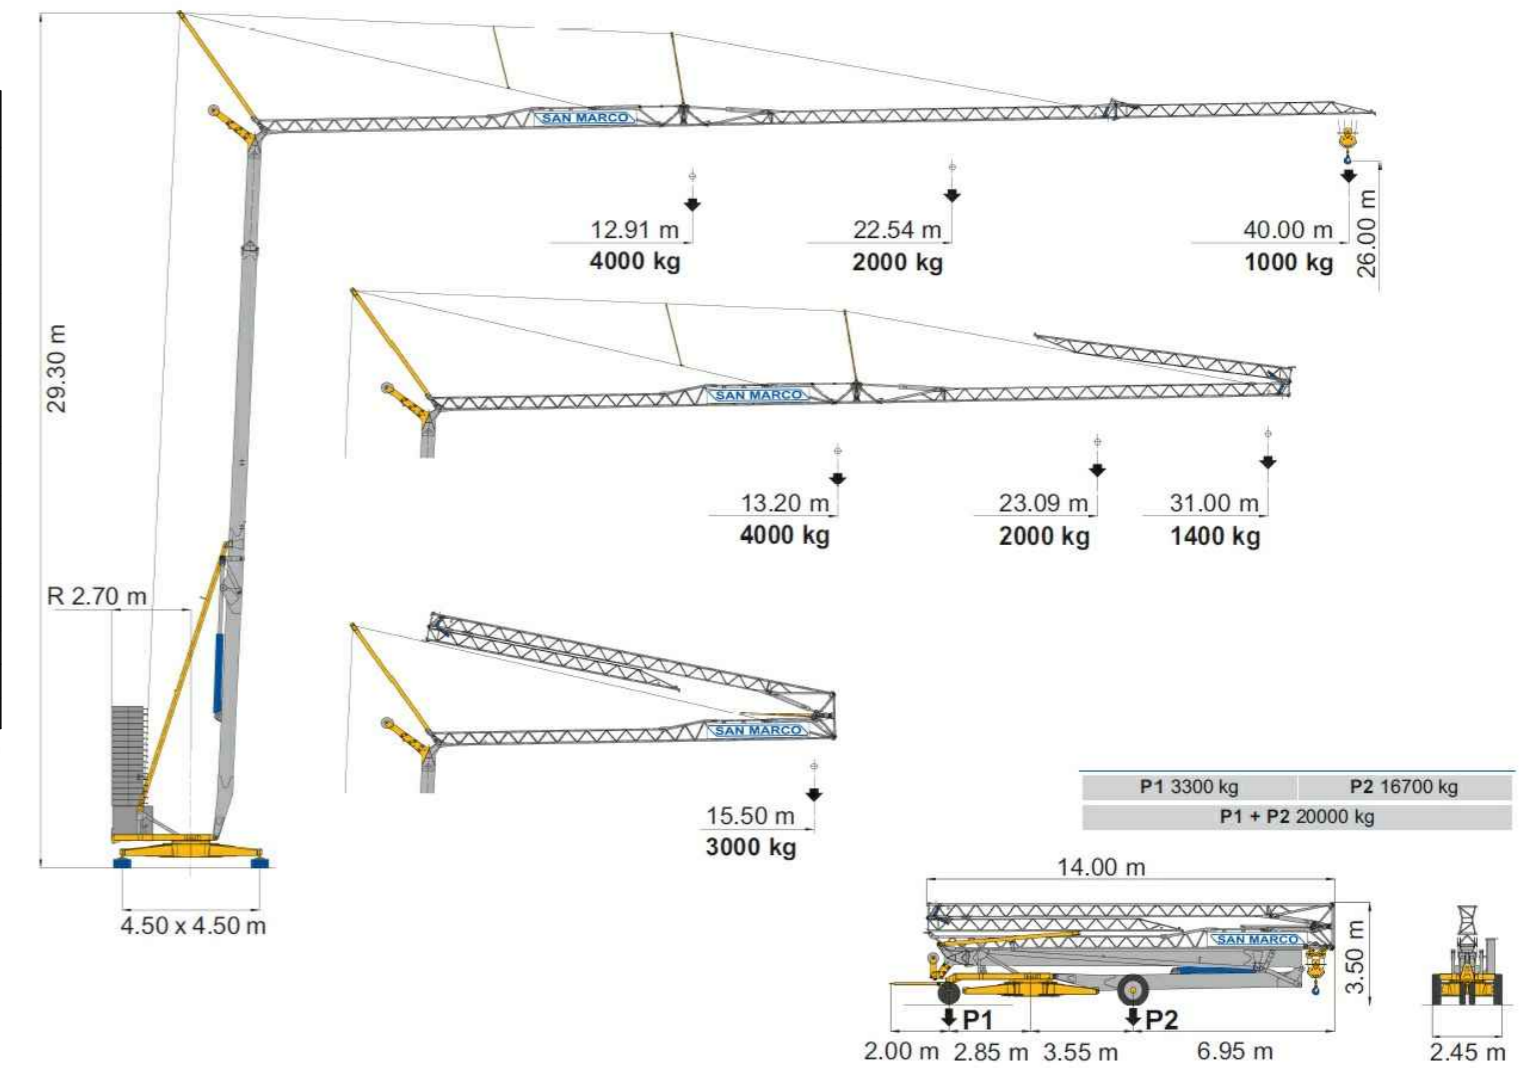 SAN MARCO
12.91 m
4000 kg
22.54 m
2000 kg
40.00 m
1000 kg
26.00 m
29.30 m
SAN MARCO
13.20 m
4000 kg
23.09 m
2000 kg
31.00 m
1400 kg
R 2.70 m
SAN MARCO
15.50 m
3000 kg
4.50 x 4.50 m
P1 3300 kg
P2 16700 kg
P1 + P2 20000 kg
14.00 m
SAN MARCO
3.50 m
P1
P2
2.00 m
2.85 m
3.55 m
6.95 m
2.45 m